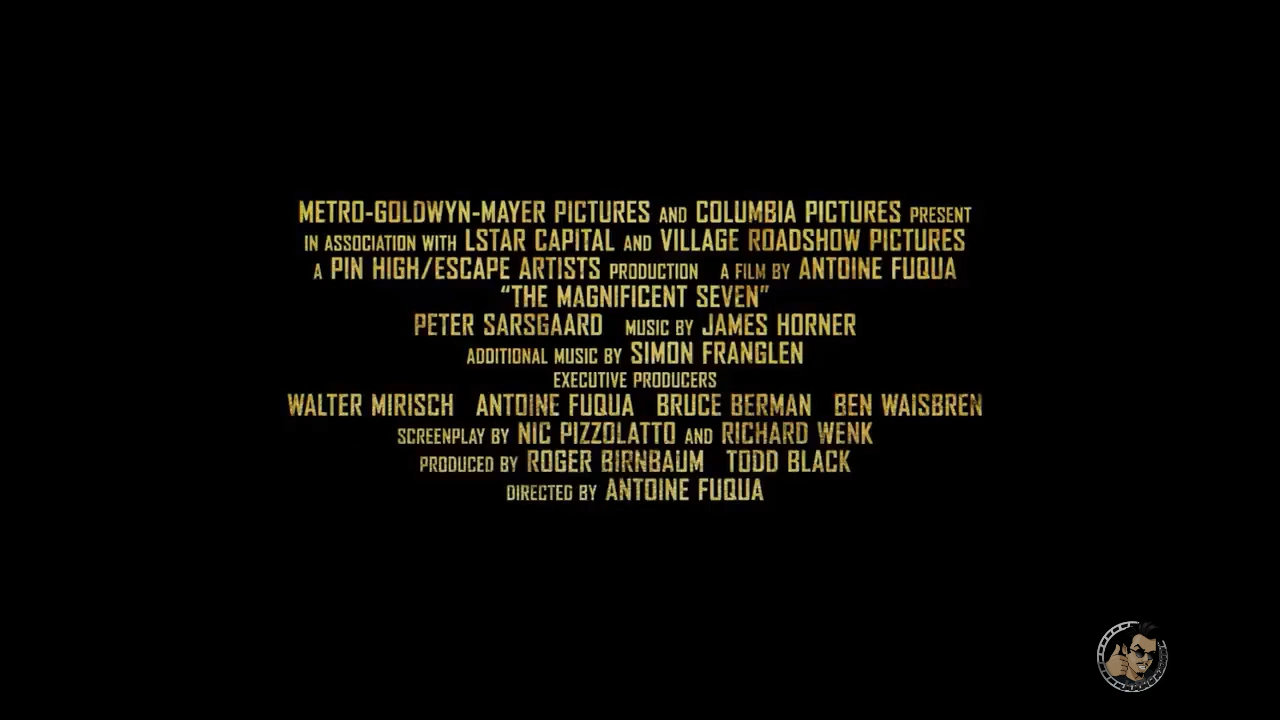 METRO-GOLDWYN-MAYER PICTURES AND COLUMBIA PICTURES PRESENT
IN ASSOCIATION WITH LSTAR CAPITAL AND VILLAGE ROADSHOW PICTURES
A PIN HIGH/ESCAPE ARTISTS PRODUCTION A FILM BY ANTOINE FUQUA
“THE MAGNIFICENT SEVEN”
PETER SARSGAARD MUSIC BY JAMES HORNER
ADDITIONAL MUSIC BY SIMON FRANGLEN
EXECUTIVE PRODUCERS
WALTER MIRISCH ANTOINE FUQUA BRUCE BERMAN BEN WAISBREN
SCREENPLAY BY NIC PIZZOLATTO AND RICHARD WENK
PRODUCED BY ROGER BIRNBAUM TODD BLACK
DIRECTED BY ANTOINE FUQUA